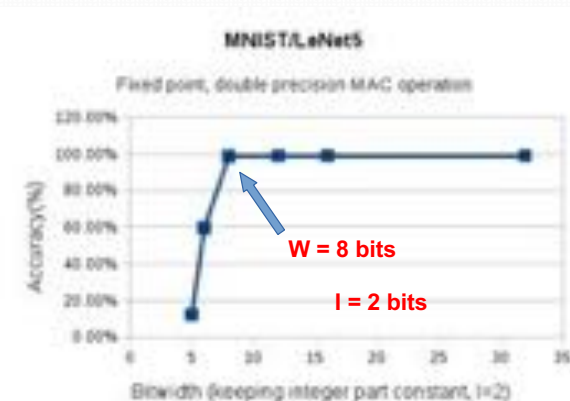 MNIST/LeNet5
Fixed point, double precision MAC operation
120.00%
100.00%
80.00%
60.00%
40.00%
20.00%
0.00%
Accuracy(%)
W = 8 bits
I = 2 bits
0 5 10 15 20 25 30 35
Bitwidth (keeping integer part constant, I=2)